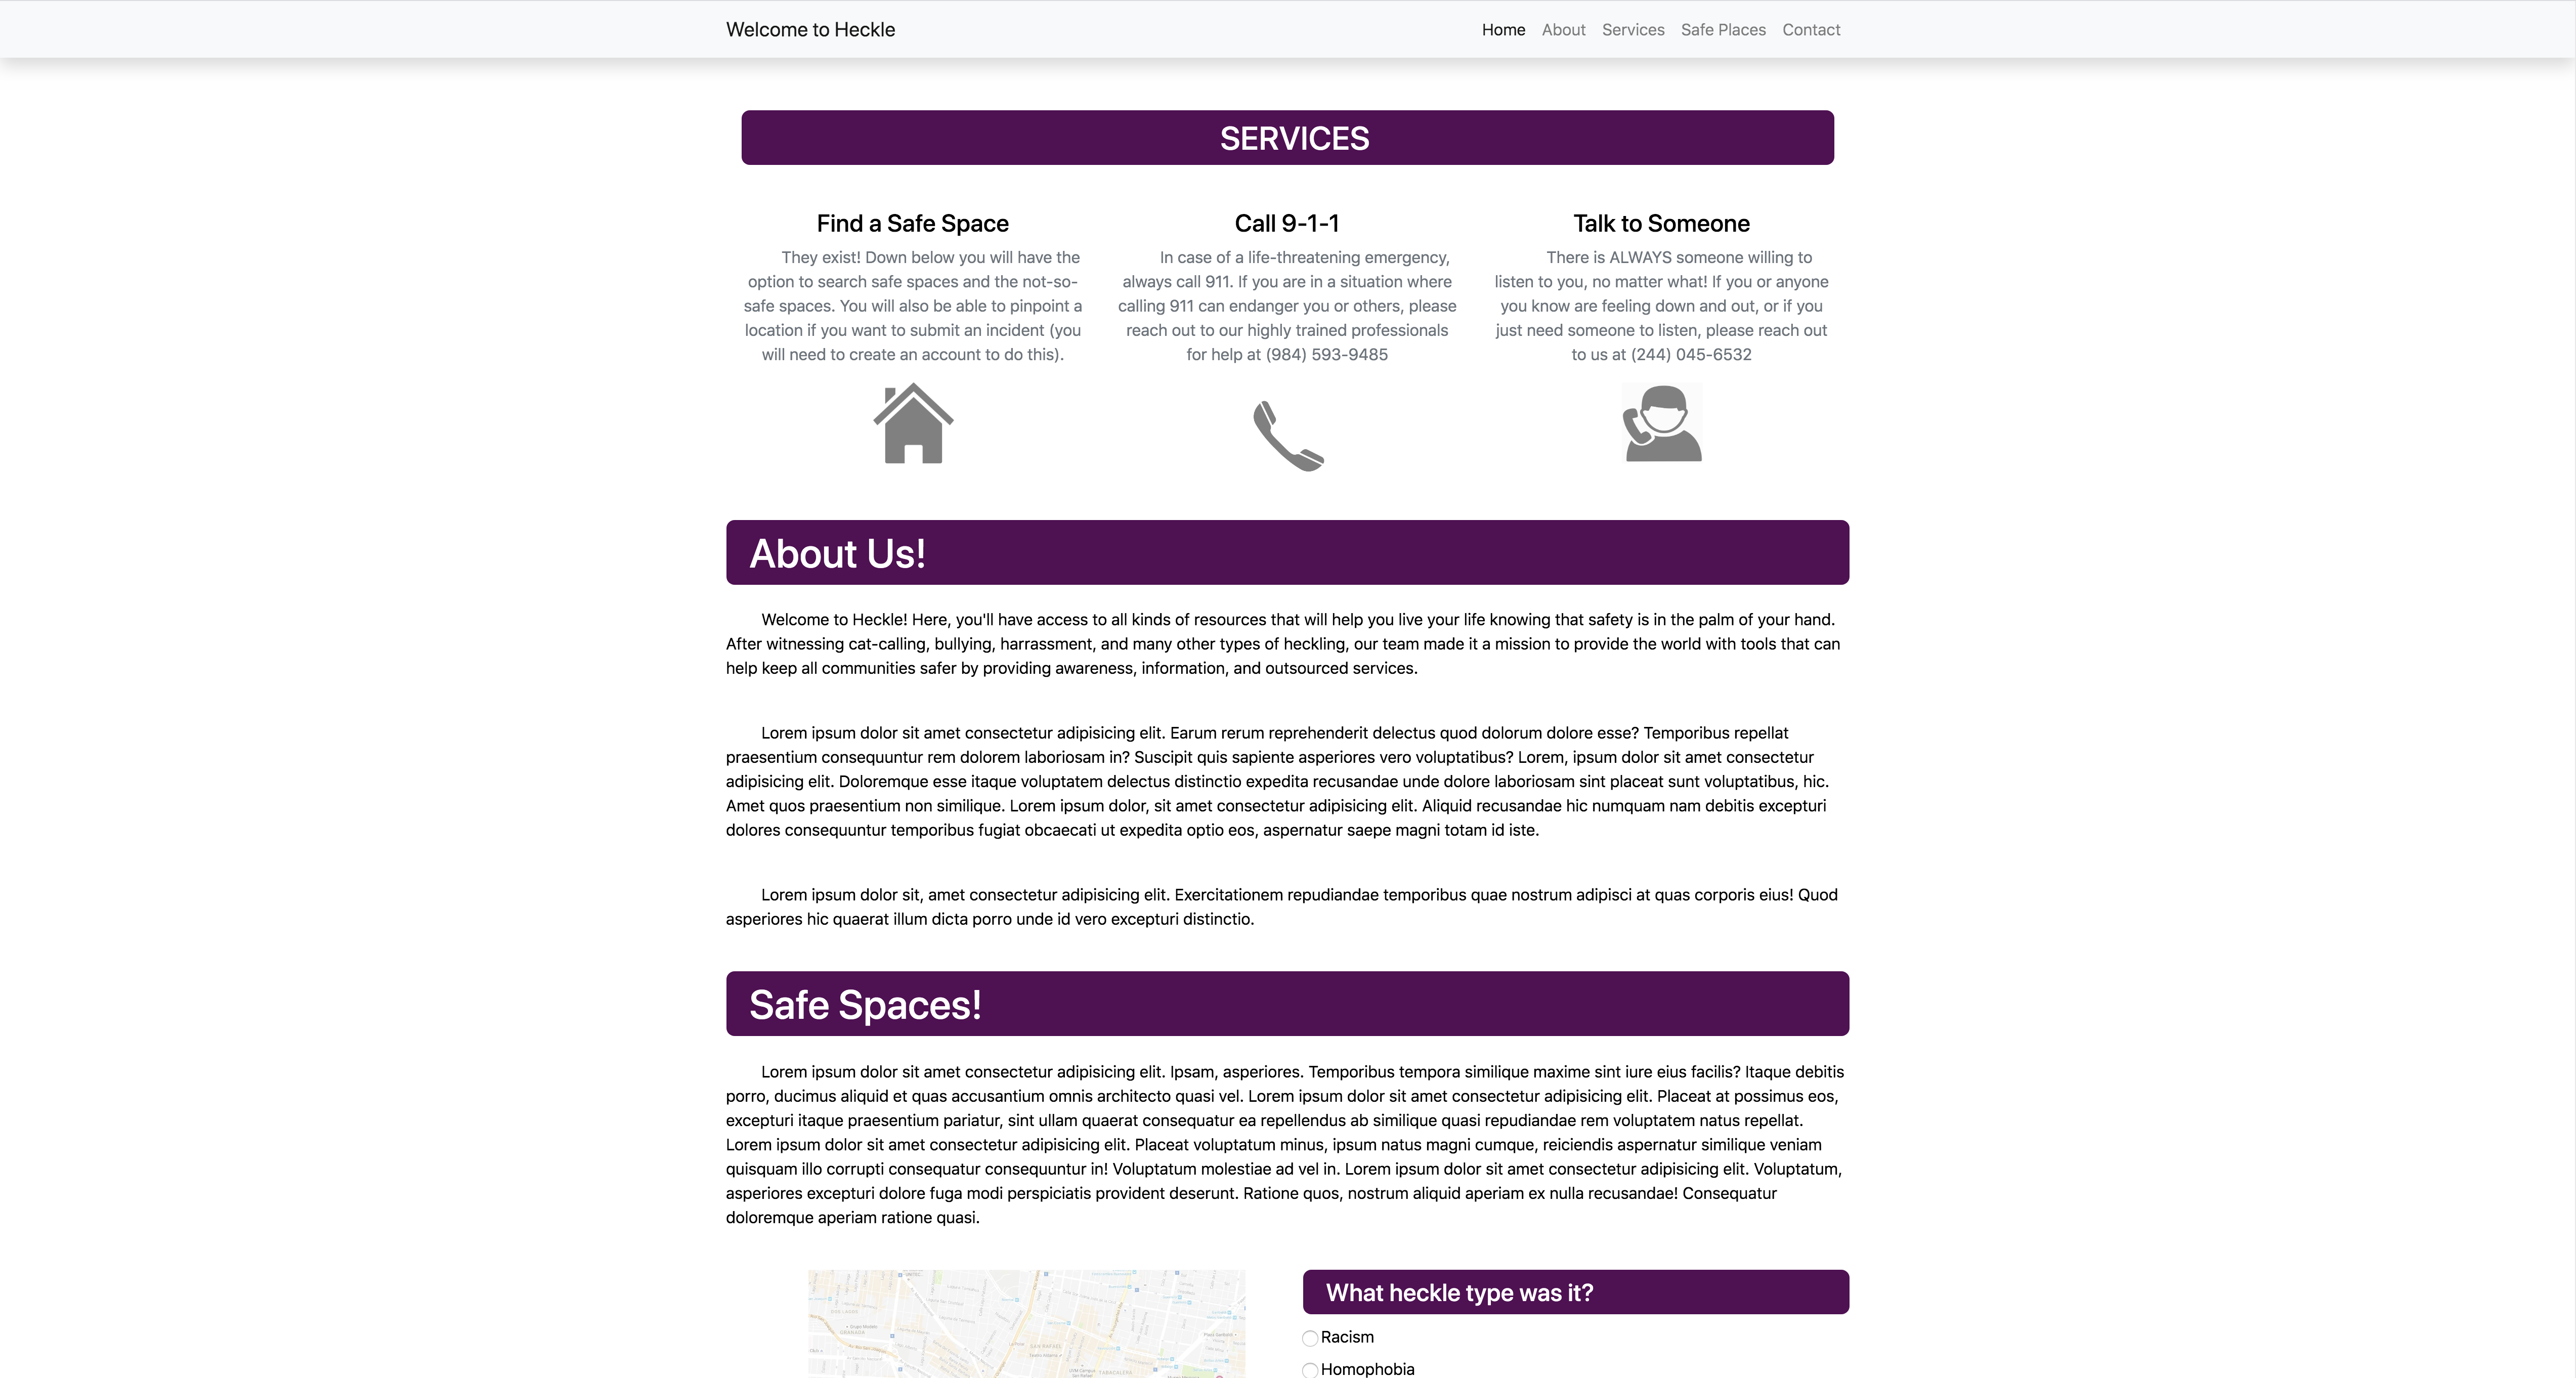 Welcome to Heckle
Home About Services Safe Places Contact
SERVICES
Find a Safe Space
They exist! Down below you will have the
option to search safe spaces and the not-so-
safe spaces. You will also be able to pinpoint a
location if you want to submit an incident (you
will need to create an account to do this).
Call 9-1-1
In case of a life-threatening emergency,
always call 911. If you are in a situation where
calling 911 can endanger you or others, please
reach out to our highly trained professionals
for help at (984) 593-9485
Talk to Someone
There is ALWAYS someone willing to
listen to you, no matter what! If you or anyone
you know are feeling down and out, or if you
just need someone to listen, please reach out
to us at (244) 045-6532
About Us!
Welcome to Heckle! Here, you'll have access to all kinds of resources that will help you live your life knowing that safety is in the palm of your hand.
After witnessing cat-calling, bullying, harrassment, and many other types of heckling, our team made it a mission to provide the world with tools that can
help keep all communities safer by providing awareness, information, and outsourced services.
Lorem ipsum dolor sit amet consectetur adipisicing elit. Earum rerum reprehenderit delectus quod dolorum dolore esse? Temporibus repellat
praesentium consequuntur rem dolorem laboriosam in? Suscipit quis sapiente asperiores vero voluptatibus? Lorem, ipsum dolor sit amet consectetur
adipisicing elit. Doloremque esse itaque voluptatem delectus distinctio expedita recusandae unde dolore laboriosam sint placeat sunt voluptatibus, hic.
Amet quos praesentium non similique. Lorem ipsum dolor, sit amet consectetur adipisicing elit. Aliquid recusandae hic numquam nam debitis excepturi
dolores consequuntur temporibus fugiat obcaecati ut expedita optio eos, aspernatur saepe magni totam id iste.
Lorem ipsum dolor sit, amet consectetur adipisicing elit. Exercitationem repudiandae temporibus quae nostrum adipisci at quas corporis eius! Quod
asperiores hic quaerat illum dicta porro unde id vero excepturi distinctio.
Safe Spaces!
Lorem ipsum dolor sit amet consectetur adipisicing elit. Ipsam, asperiores. Temporibus tempora similique maxime sint iure eius facilis? Itaque debitis
porro, ducimus aliquid et quas accusantium omnis architecto quasi vel. Lorem ipsum dolor sit amet consectetur adipisicing elit. Placeat at possimus eos,
excepturi itaque praesentium pariatur, sint ullam quaerat consequatur ea repellendus ab similique quasi repudiandae rem voluptatem natus repellat.
Lorem ipsum dolor sit amet consectetur adipisicing elit. Placeat voluptatum minus, ipsum natus magni cumque, reiciendis aspernatur similique veniam
quisquam illo corrupti consequatur consequuntur in! Voluptatum molestiae ad vel in. Lorem ipsum dolor sit amet consectetur adipisicing elit. Voluptatum,
asperiores excepturi dolore fuga modi perspiciatis provident deserunt. Ratione quos, nostrum aliquid aperiam ex nulla recusandae! Consequatur
doloremque aperiam ratione quasi.
GRANADA
SAN RAFAEL
TABACALERA
What heckle type was it?
Racism
Homophobia